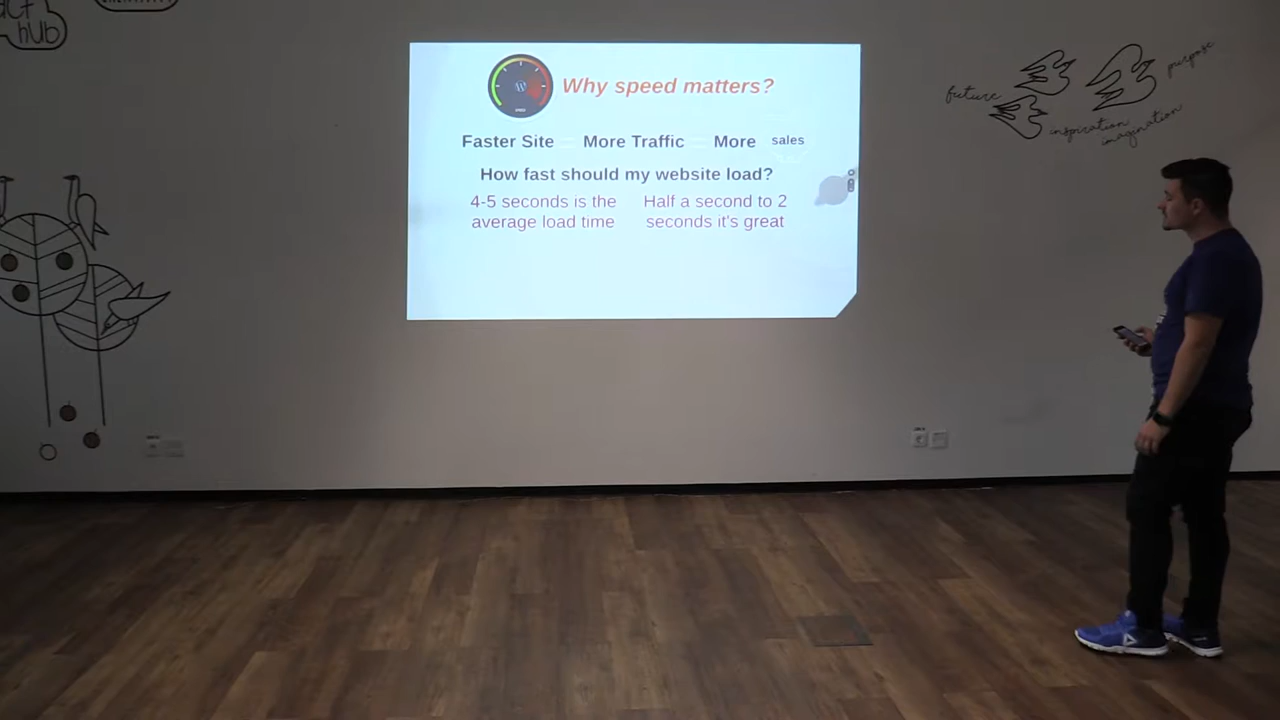 hub
Why speed matters?
Faster Site More Traffic More sales
How fast should my website load?
4-5 seconds is the
average load time
Half a second to 2
seconds it's great
future
purpose
inspiration
imagination